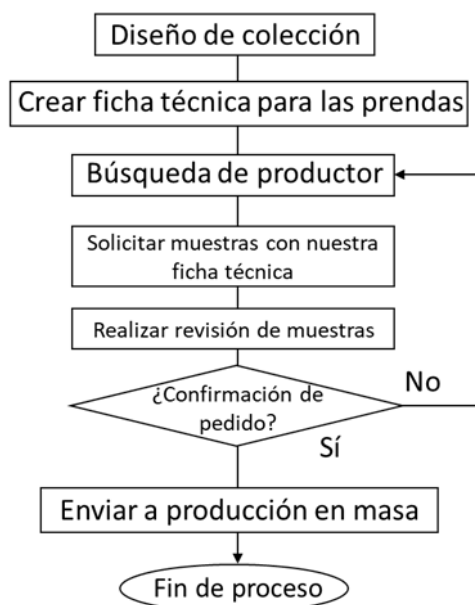 Diseño de colección
Crear ficha técnica para las prendas
Búsqueda de productor
Solicitar muestras con nuestra
ficha técnica
Realizar revisión de muestras
¿Confirmación de
pedido?
No
Sí
Enviar a producción en masa
Fin de proceso